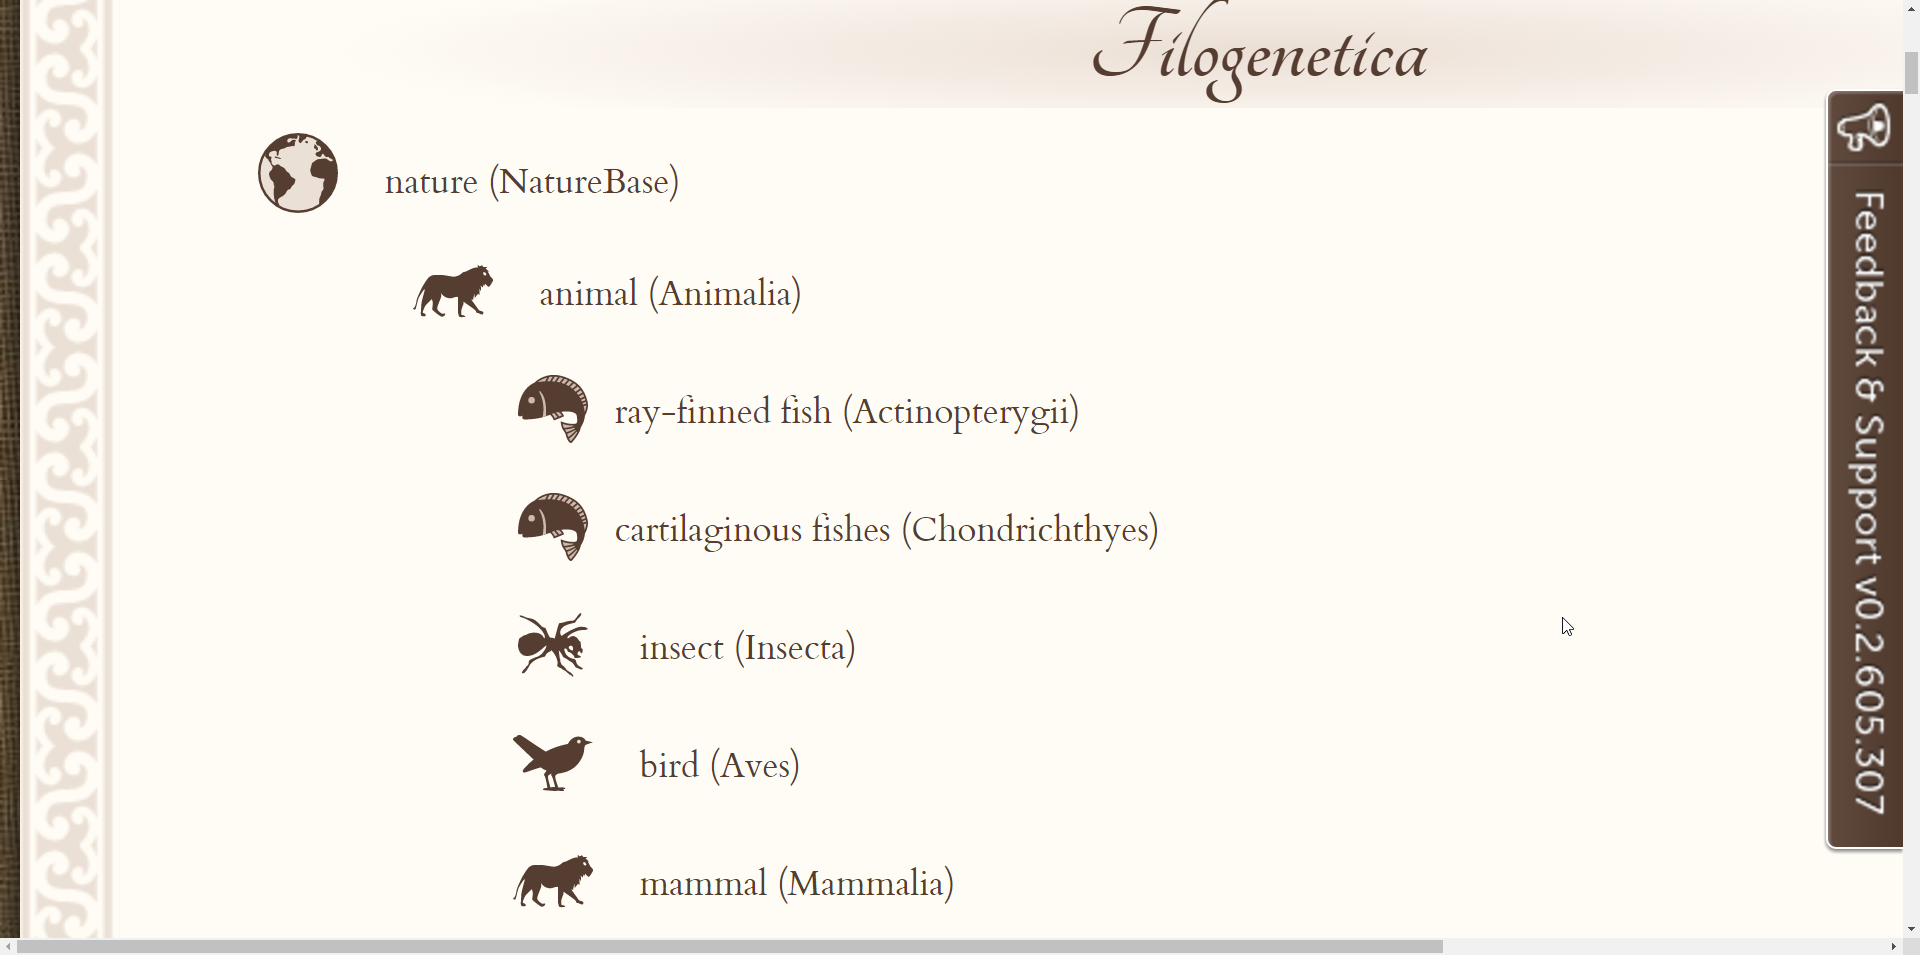 Filogenetica
nature (NatureBase)
animal (Animalia)
ray-finned fish (Actinopterygii)
cartilaginous fishes (Chondrichthyes)
insect (Insecta)
bird (Aves)
mammal (Mammalia)
Feedback & Support v0.2.605.307